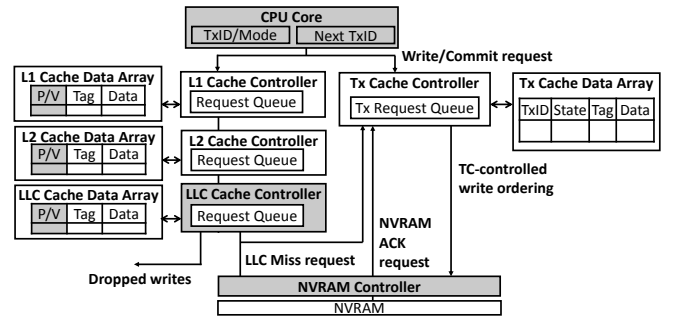 CPU Core
TxID/Mode Next TxID
Write/Commit request
L1 Cache Data Array
P/V Tag Data
L1 Cache Controller
Request Queue
Tx Cache Controller
Tx Request Queue
Tx Cache Data Array
TxID State Tag Data
L2 Cache Data Array
P/V Tag Data
L2 Cache Controller
Request Queue
TC-controlled
write ordering
LLC Cache Data Array
P/V Tag Data
LLC Cache Controller
Request Queue
NVRAM
ACK
request
LLC Miss request
Dropped writes
NVRAM Controller
NVRAM